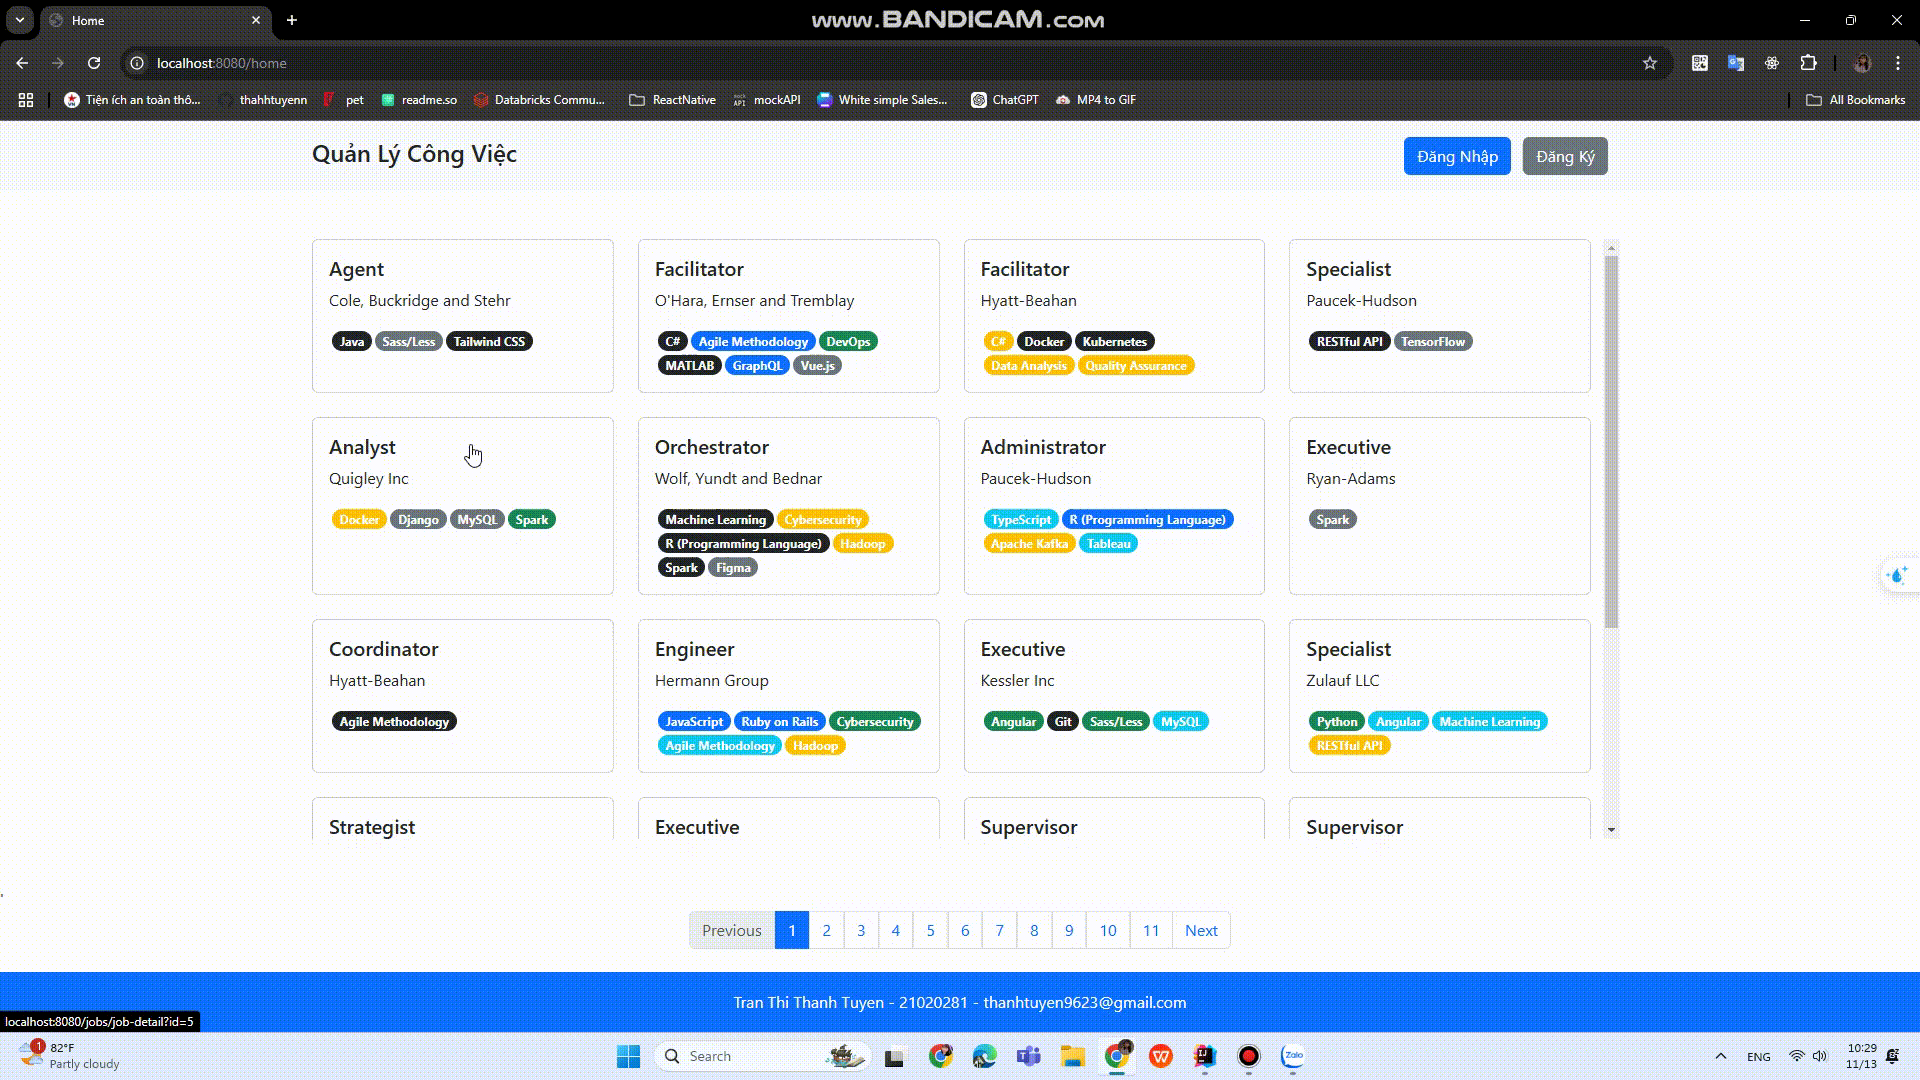 Home
www.BANDICAM.com
localhost:8080/home
Tiện ích an toàn thô...
thahhtuyenn
pet
readme.so
Databricks Commu...
ReactNative
mock API
mockAPI
White simple Sales...
ChatGPT
MP4 to GIF
All Bookmarks
Quản Lý Công Việc
Đăng Nhập
Đăng Ký
Agent
Cole, Buckridge and Stehr
Java Sass/Less Tailwind CSS
Facilitator
O'Hara, Ernser and Tremblay
C# Agile Methodology DevOps
MATLAB GraphQL Vue.js
Facilitator
Hyatt-Beahan
C# Docker Kubernetes
Data Analysis Quality Assurance
Specialist
Paucek-Hudson
RESTful API TensorFlow
Analyst
Quigley Inc
Docker Django MySQL Spark
Orchestrator
Wolf, Yundt and Bednar
Machine Learning Cybersecurity
R (Programming Language) Hadoop
Spark Figma
Administrator
Paucek-Hudson
TypeScript R (Programming Language)
Apache Kafka Tableau
Executive
Ryan-Adams
Spark
Coordinator
Hyatt-Beahan
Agile Methodology
Engineer
Hermann Group
JavaScript Ruby on Rails Cybersecurity
Agile Methodology Hadoop
Executive
Kessler Inc
Angular Git Sass/Less MySQL
Specialist
Zulauf LLC
Python Angular Machine Learning
RESTful API
Strategist
Executive
Supervisor
Supervisor
Previous 1 2 3 4 5 6 7 8 9 10 11 Next
Tran Thi Thanh Tuyen - 21020281 - thanhtuyen9623@gmail.com
localhost:8080/jobs/job-detail?id=5
1
82°F
Partly cloudy
Search
Zalo
ENG
10:29
11/13